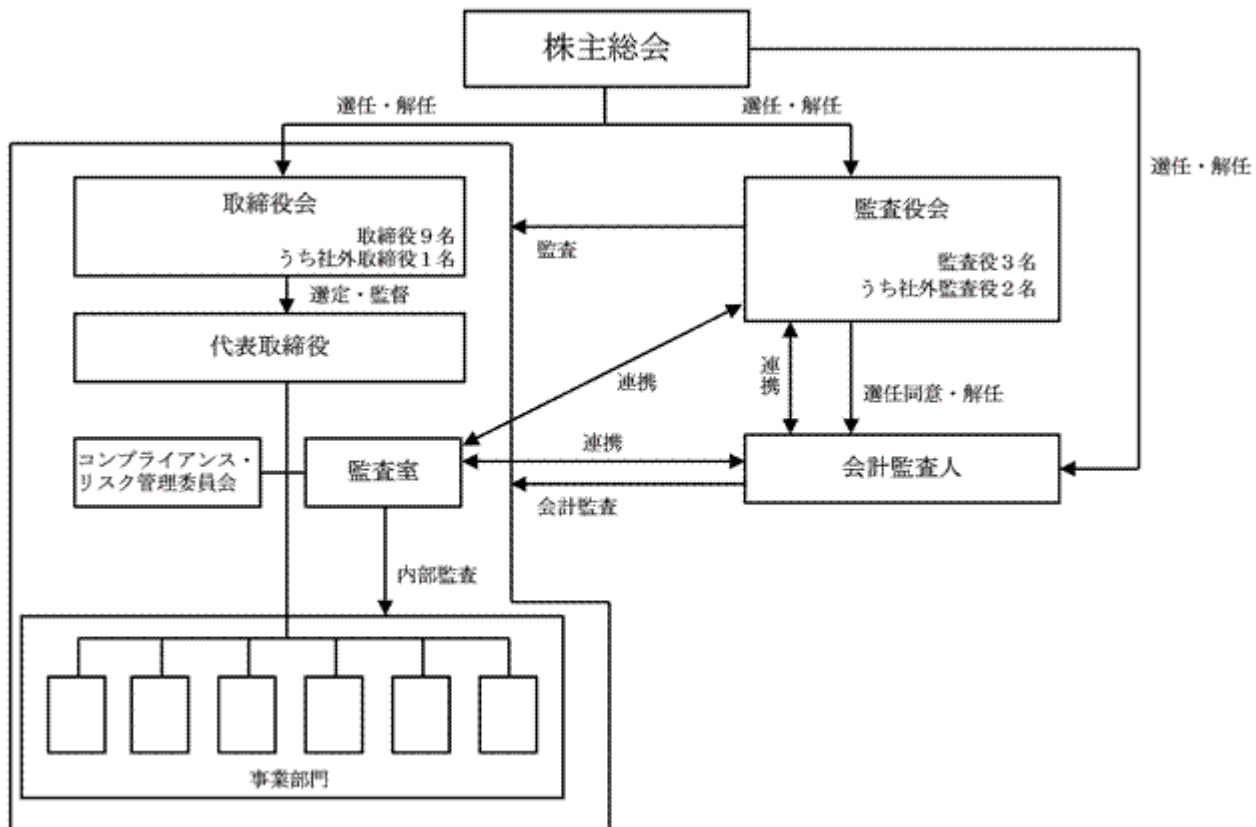 株主総会
選任・解任
選任・解任
選任・解任
取締役会
取締役９名
うち社外取締役１名
監査役会
監査役３名
うち社外監査役２名
監査
選定・監督
代表取締役
連携
連携
選任同意・解任
コンプライアンス・
リスク管理委員会
監査室
連携
会計監査人
会計監査
内部監査
事業部門